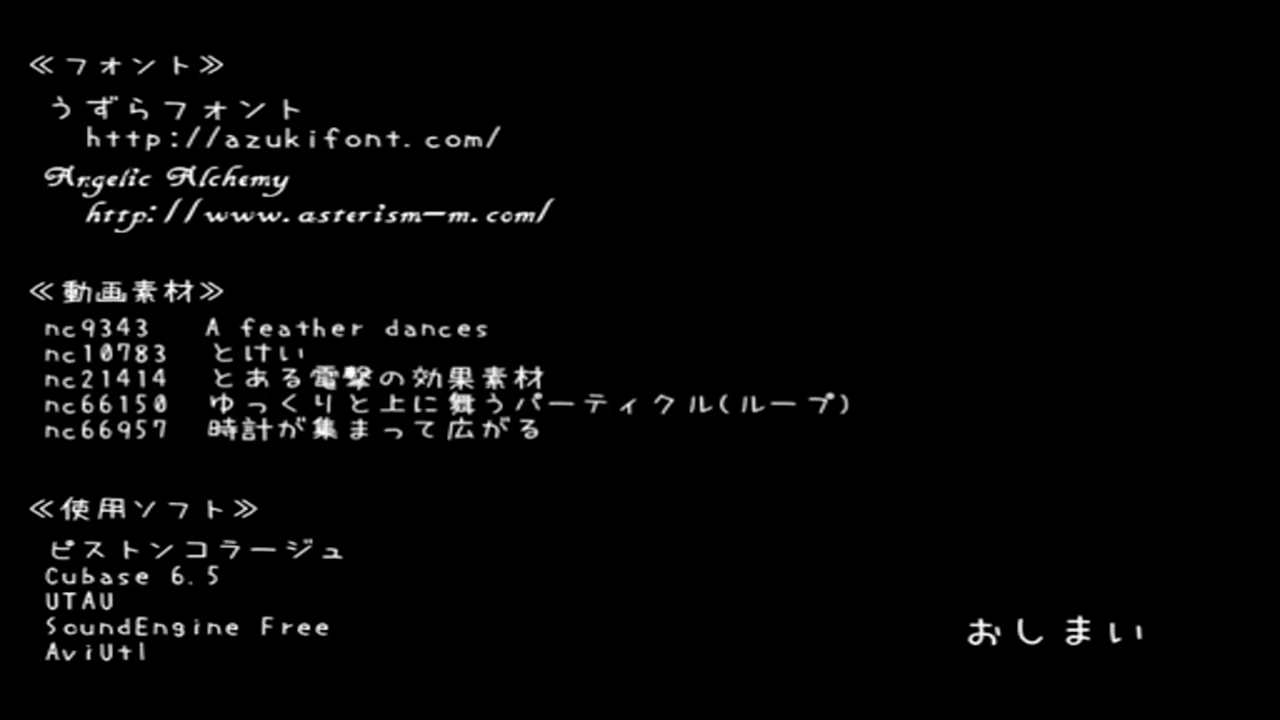 ≪フォント≫
うずらフォント
http://azukifont.com/
Angelic Alchemy
http://www.asterism-m.com/
≪動画素材≫
nc9343 A feather dances
nc10783 とけい
nc21414 とある電撃の効果素材
nc66150 ゆっくりと上に舞うパーティクル(ループ)
nc66957 時計が集まって広がる
≪使用ソフト≫
ピストンコラージュ
Cubase 6.5
UTAU
SoundEngine Free
AviUtl
おしまい